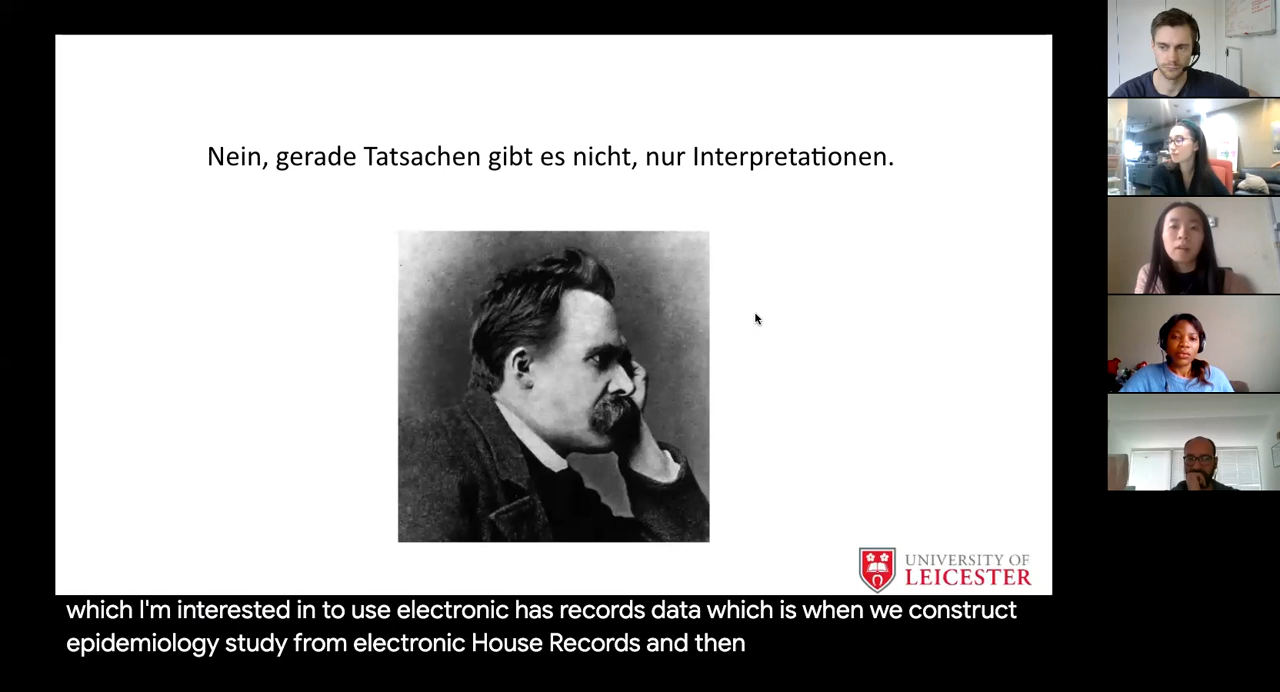 Nein, gerade Tatsachen gibt es nicht, nur Interpretationen.
UNIVERSITY OF
LEICESTER
which I'm interested in to use electronic has records data which is when we construct
epidemiology study from electronic House Records and then